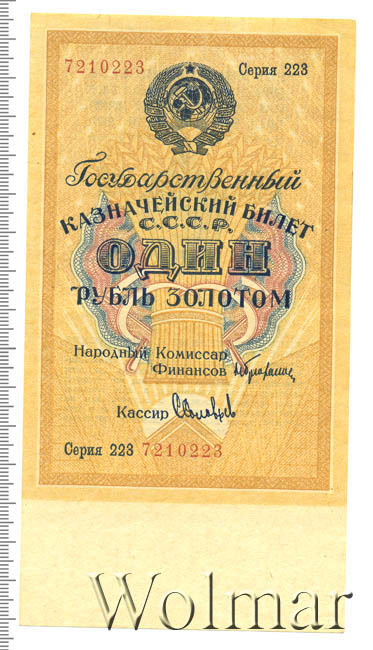 7210223 Серия 223
Государственный
КАЗНАЧЕЙСКИЙ БИЛЕТ
С.С.С.Р.
ОДИН
РУБЛЬ ЗОЛОТОМ
Народный Комиссар
Финансов
Кассир
Серия 223 7210223
Wolmar